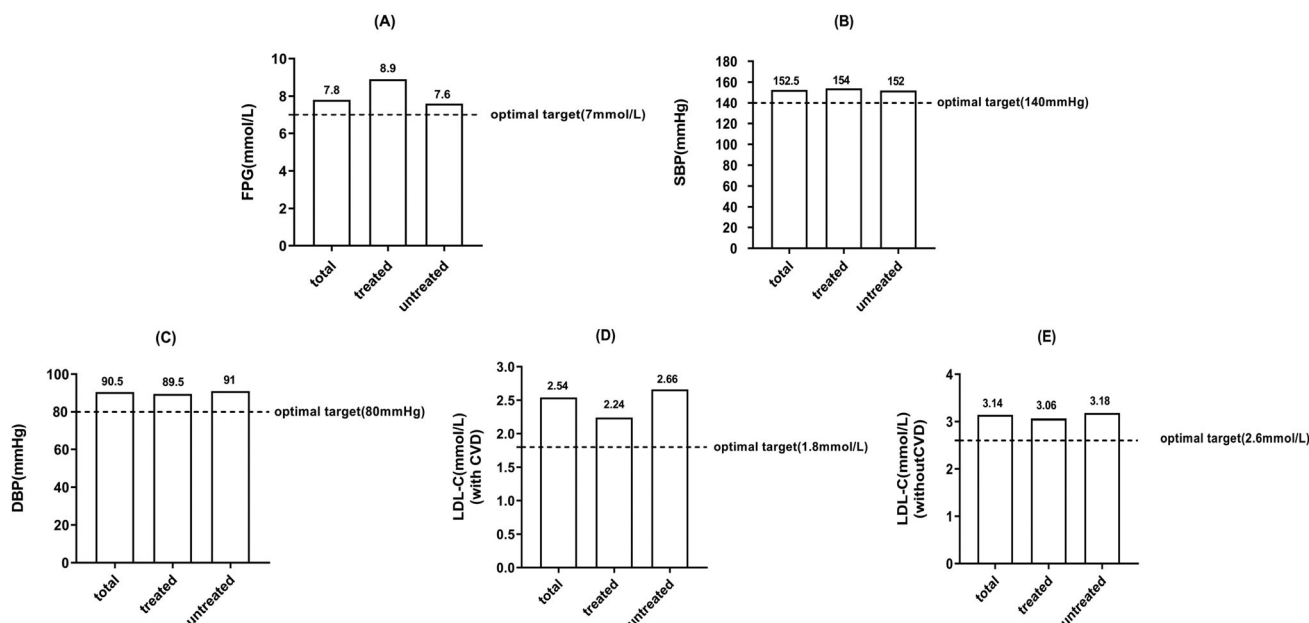 (A)
FPG(mmol/L)
10
8
6
4
2
0
7.8
8.9
7.6
optimal target(7mmol/L)
total
treated
untreated
(B)
SBP(mmHg)
180
160
140
120
100
80
60
40
20
0
152.5
154
152
optimal target(140mmHg)
total
treated
untreated
(C)
DBP(mmHg)
100
80
60
40
20
0
90.5
89.5
91
optimal target(80mmHg)
total
treated
untreated
(D)
LDL-C(mmol/L)
(with CVD)
3.0
2.5
2.0
1.5
1.0
0.5
0.0
2.54
2.24
2.66
optimal target(1.8mmol/L)
total
treated
untreated
(E)
LDL-C(mmol/L)
(withoutCVD)
4
3
2
1
0
3.14
3.06
3.18
optimal target(2.6mmol/L)
total
treated
untreated